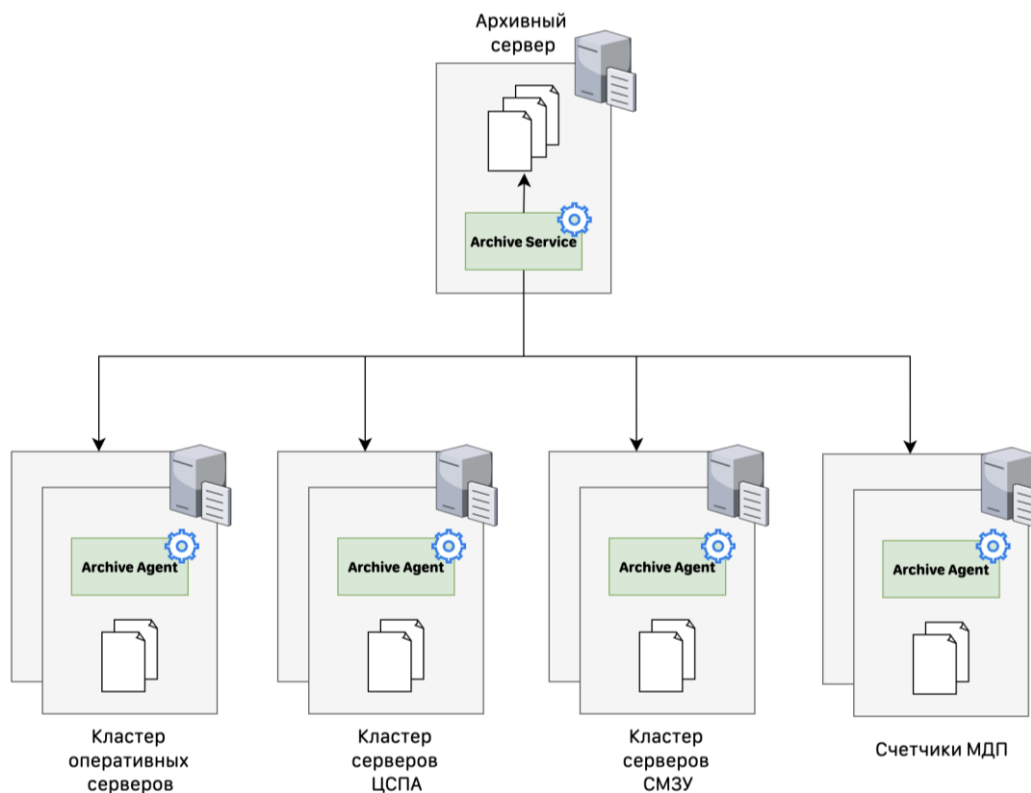 Архивный
сервер
Archive Service
Archive Agent
Archive Agent
Archive Agent
Archive Agent
Кластер
оперативных
серверов
Кластер
серверов
ЦСПА
Кластер
серверов
СМЗУ
Счетчики МДП